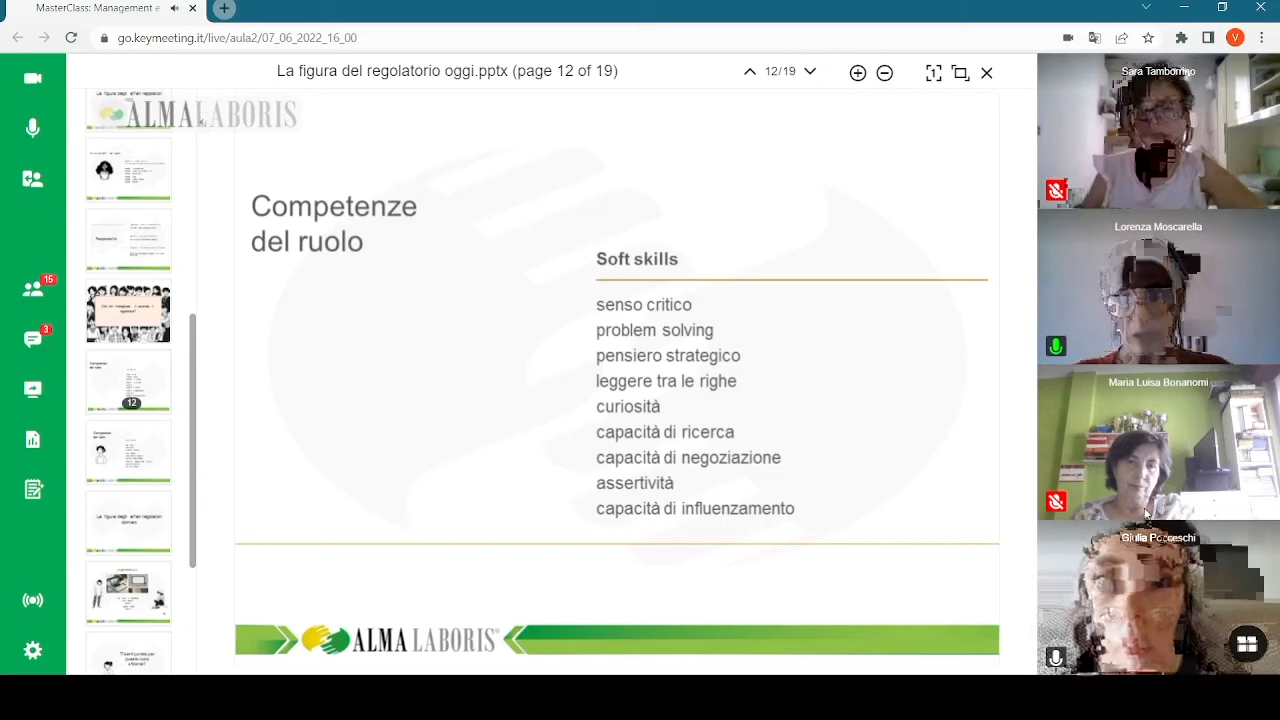 MasterClass: Management e
go.keymeeting.it/live/aula2/07_06_2022_16_00
V
La figura del regolatorio oggi.pptx (page 12 of 19)
12/19
ALMA LABORIS
Competenze
del ruolo
Soft skills
senso critico
problem solving
pensiero strategico
leggere tra le righe
curiosità
capacità di ricerca
capacità di negoziazione
assertività
capacità di influenzamento
ALMA LABORIS
15
3
12
Sara Tamborrino
Lorenza Moscarella
Maria Luisa Bonanomi